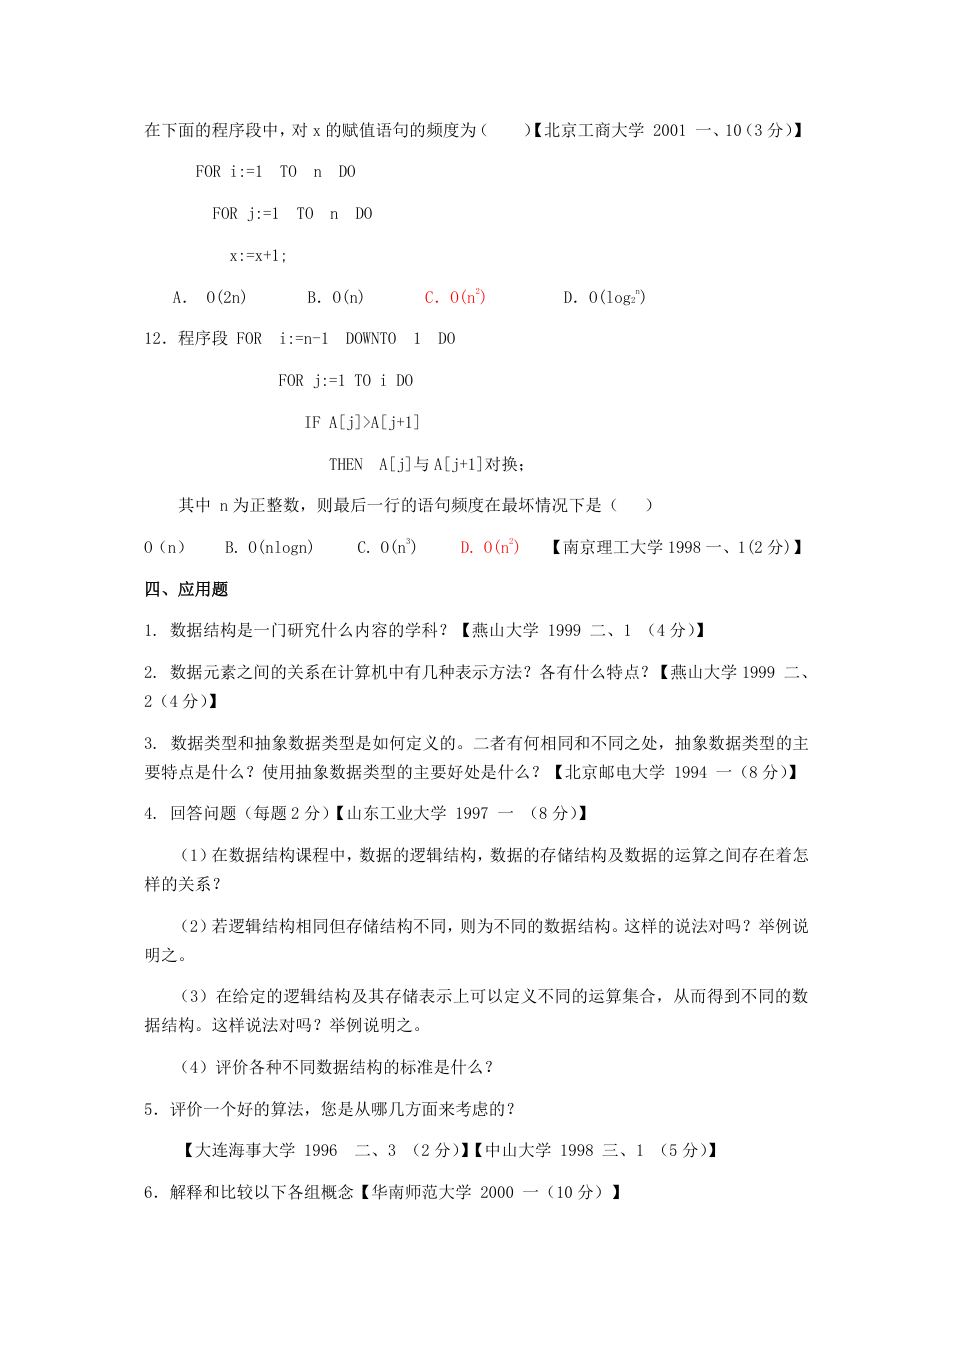 在下面的程序段中,对 x 的赋值语句的频度为(    )【北京工商大学 2001 一、10(3 分)】
FOR i:=1  TO  n  DO
FOR j:=1  TO  n  DO
x:=x+1;
A． O(2n)    B．O(n)    C．O(n²)    D．O(log₂ⁿ)
12．程序段 FOR  i:=n-1  DOWNTO  1  DO
FOR j:=1 TO i DO
IF A[j]>A[j+1]
THEN  A[j]与 A[j+1]对换;
其中 n 为正整数，则最后一行的语句频度在最坏情况下是（   ）
O（n）    B. O(nlogn)    C. O(n³)    D. O(n²)   【南京理工大学 1998 一、1(2 分)】
四、应用题
1. 数据结构是一门研究什么内容的学科？【燕山大学 1999 二、1 （4 分)】
2. 数据元素之间的关系在计算机中有几种表示方法？各有什么特点？【燕山大学 1999 二、
2（4 分)】
3. 数据类型和抽象数据类型是如何定义的。二者有何相同和不同之处，抽象数据类型的主
要特点是什么？使用抽象数据类型的主要好处是什么？【北京邮电大学 1994 一（8 分)】
4. 回答问题（每题 2 分)【山东工业大学 1997 一 （8 分)】
（1)在数据结构课程中,数据的逻辑结构,数据的存储结构及数据的运算之间存在着怎
样的关系？
（2)若逻辑结构相同但存储结构不同,则为不同的数据结构。这样的说法对吗？举例说
明之。
（3）在给定的逻辑结构及其存储表示上可以定义不同的运算集合，从而得到不同的数
据结构。这样说法对吗？举例说明之。
（4）评价各种不同数据结构的标准是什么？
5．评价一个好的算法，您是从哪几方面来考虑的？
【大连海事大学 1996  二、3 （2 分)】【中山大学 1998 三、1 （5 分)】
6．解释和比较以下各组概念【华南师范大学 2000 一（10 分）】